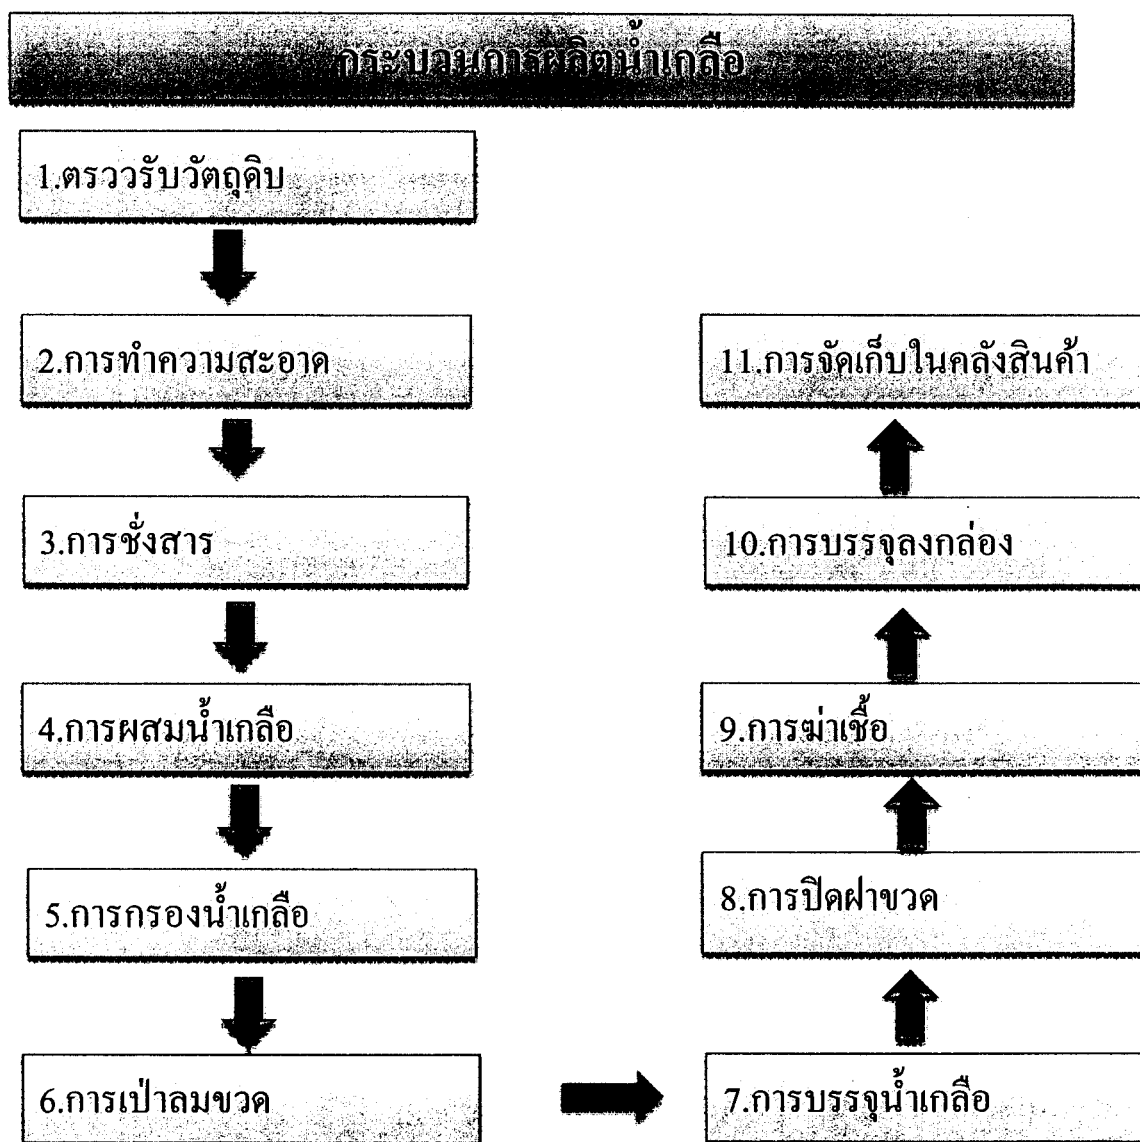 กระบวนการผลิตน้ำเกลือ
1.ตรววรับวัตถุดิบ
2.การทำความสะอาด
3.การชั่งสาร
4.การผสมน้ำเกลือ
5.การกรองน้ำเกลือ
6.การเป่าลมขวด
7.การบรรจุน้ำเกลือ
8.การปิดฝาขวด
9.การฆ่าเชื้อ
10.การบรรจุลงกล่อง
11.การจัดเก็บในคลังสินค้า